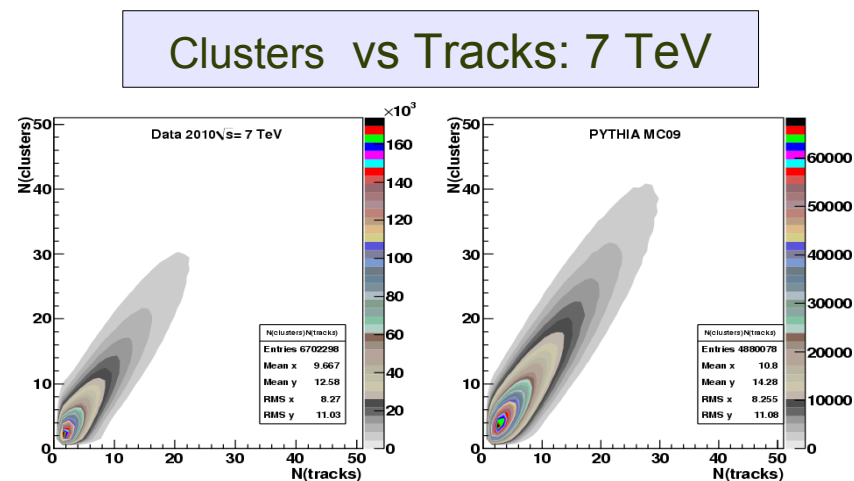 Clusters vs Tracks: 7 TeV
N(clusters)
50
40
30
20
10
0
Data 2010√s= 7 TeV
N(clusters)N(tracks)
Entries 6702298
Mean x 9.667
Mean y 12.58
RMS x 8.27
RMS y 11.03
0 10 20 30 40 50
N(tracks)
×10³
160
140
120
100
80
60
40
20
0
N(clusters)
50
40
30
20
10
0
PYTHIA MC09
N(clusters)N(tracks)
Entries 4880078
Mean x 10.8
Mean y 14.28
RMS x 8.255
RMS y 11.08
0 10 20 30 40 50
N(tracks)
60000
50000
40000
30000
20000
10000
0